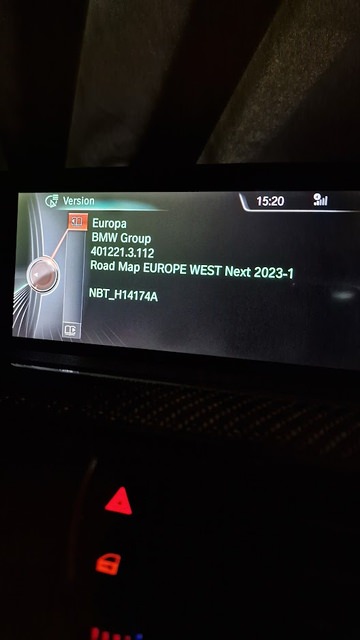 Version
15:20
Europa
BMW Group
401221.3.112
Road Map EUROPE WEST Next 2023-1
NBT_H14174A